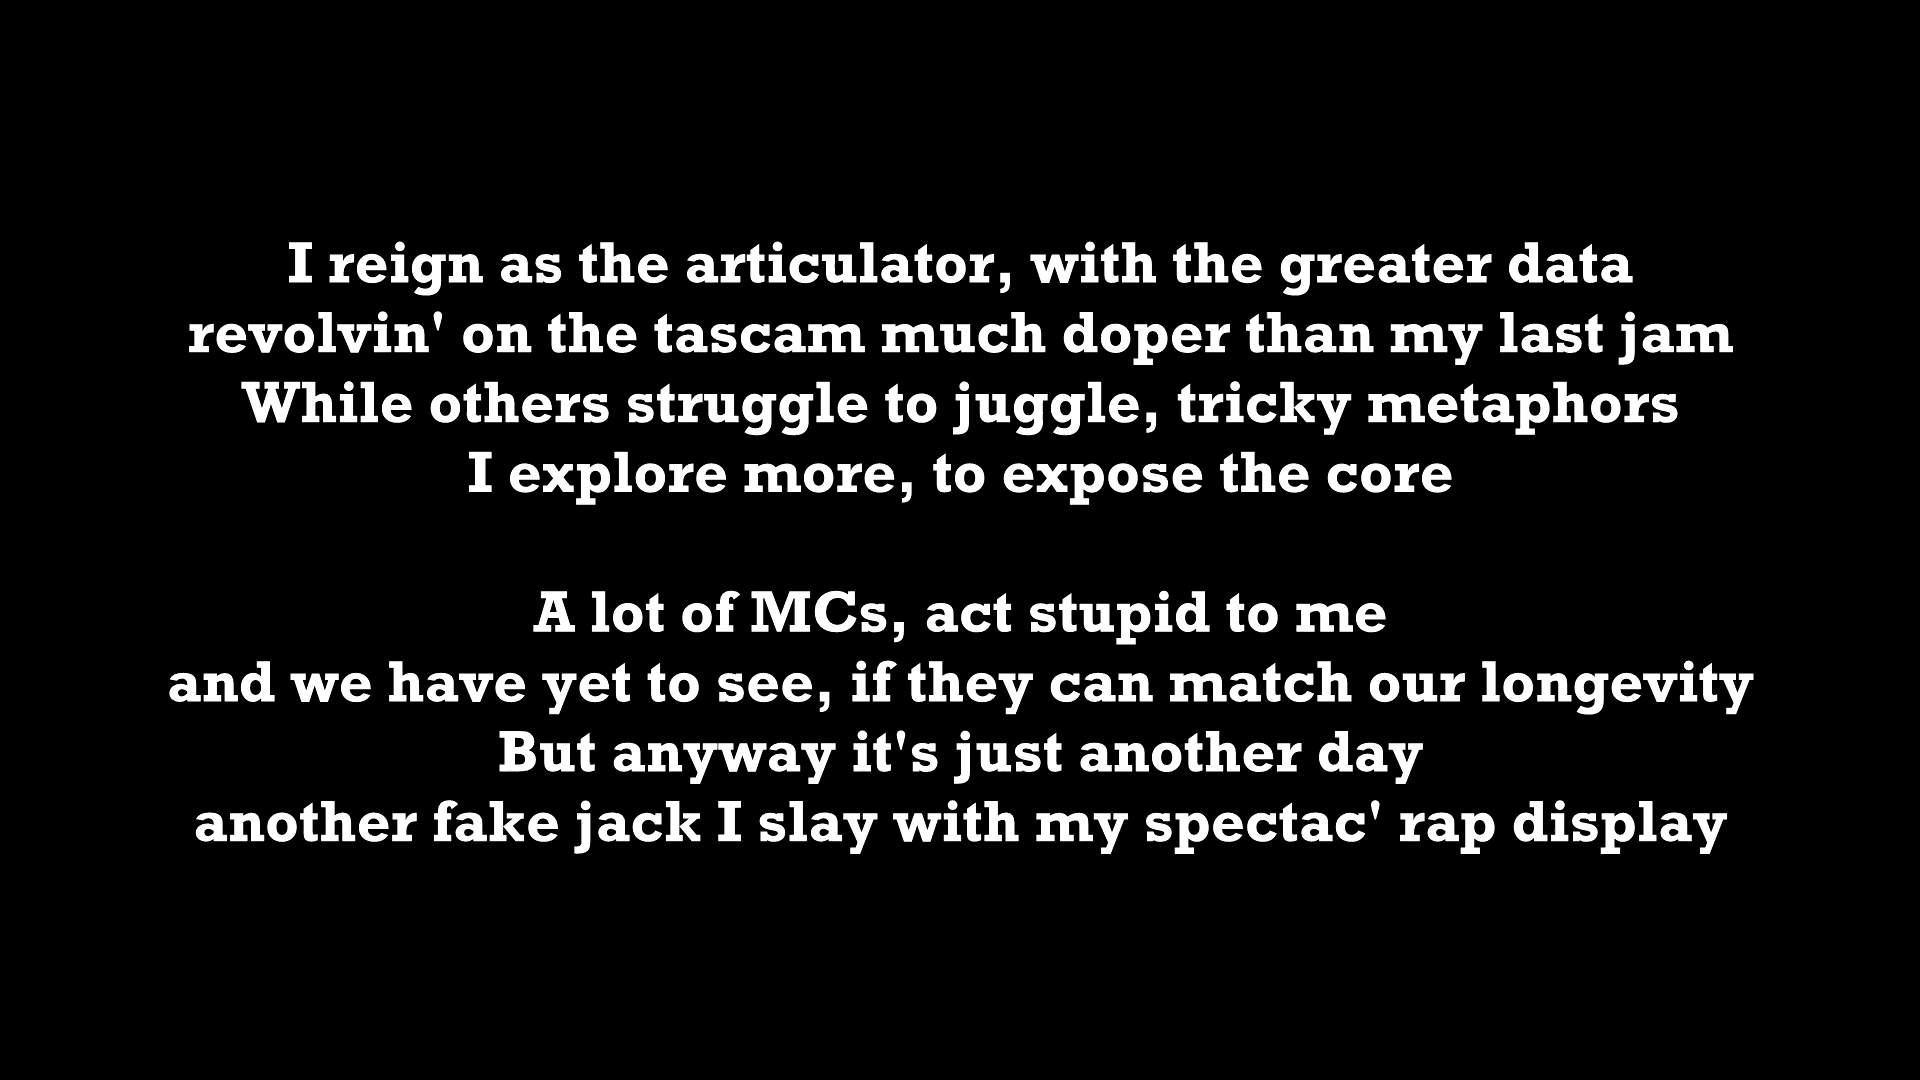 I reign as the articulator, with the greater data
revolvin' on the tascam much doper than my last jam
While others struggle to juggle, tricky metaphors
I explore more, to expose the core
A lot of MCs, act stupid to me
and we have yet to see, if they can match our longevity
But anyway it's just another day
another fake jack I slay with my spectac' rap display